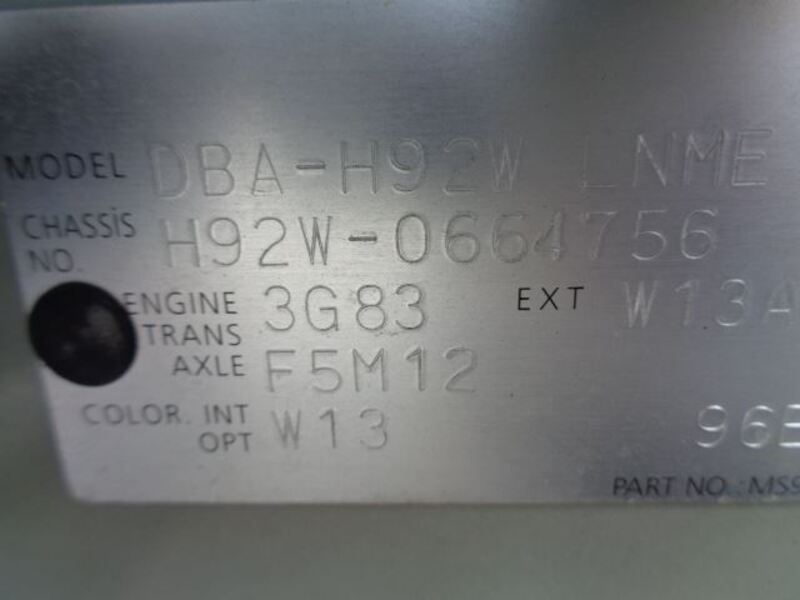 MODEL DBA-H92W LNME
CHASSIS NO. H92W-0664756
ENGINE 3G83 EXT W13A
TRANS AXLE F5M12
COLOR. INT OPT W13 96B
PART NO.:MS9